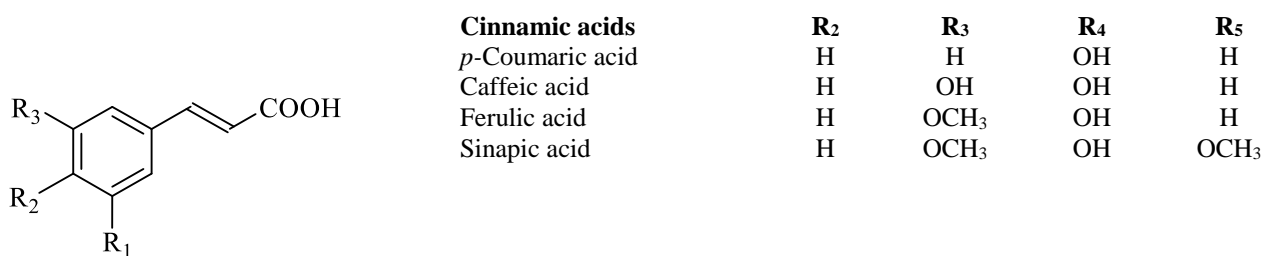 Cinnamic acids R₂ R₃ R₄ R₅
p-Coumaric acid H H OH H
Caffeic acid H OH OH H
Ferulic acid H OCH₃ OH H
Sinapic acid H OCH₃ OH OCH₃
R₃ COOH
R₂
R₁